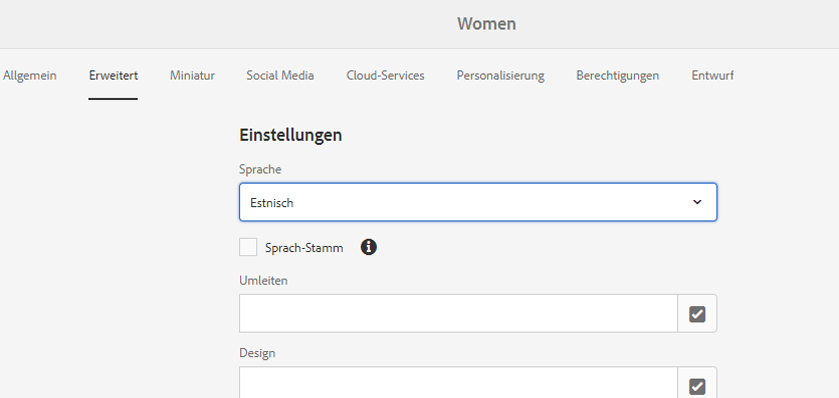 Women
Allgemein Erweitert Miniatur Social Media Cloud-Services Personalisierung Berechtigungen Entwurf
Einstellungen
Sprache
Estnisch
Sprach-Stamm
Umleiten
Design